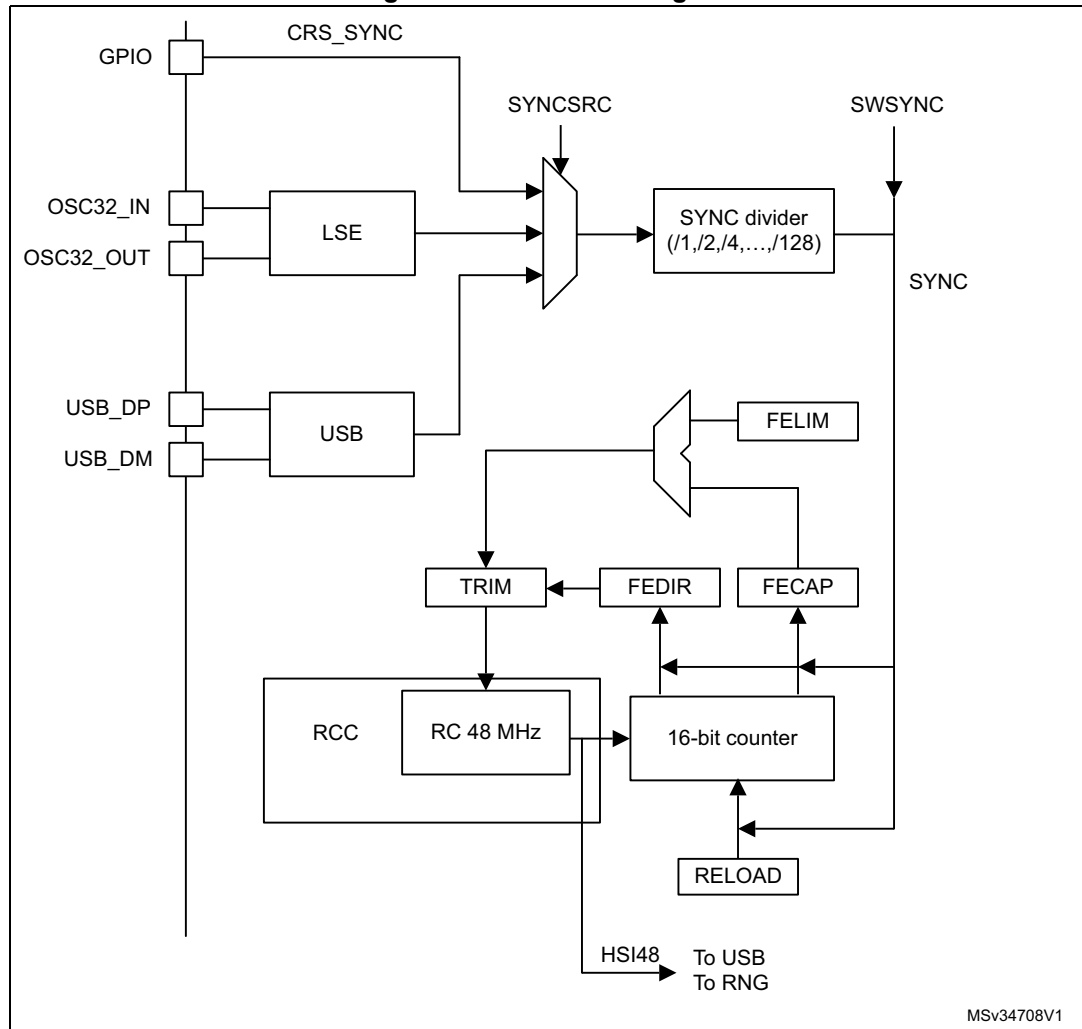 CRS_SYNC
GPIO
SYNCSRC
SWSYNC
OSC32_IN
OSC32_OUT
LSE
SYNC divider
(/1,/2,/4,…,/128)
SYNC
USB_DP
USB_DM
USB
FELIM
TRIM
FEDIR
FECAP
RCC
RC 48 MHz
16-bit counter
RELOAD
HSI48
To USB
To RNG
MSv34708V1